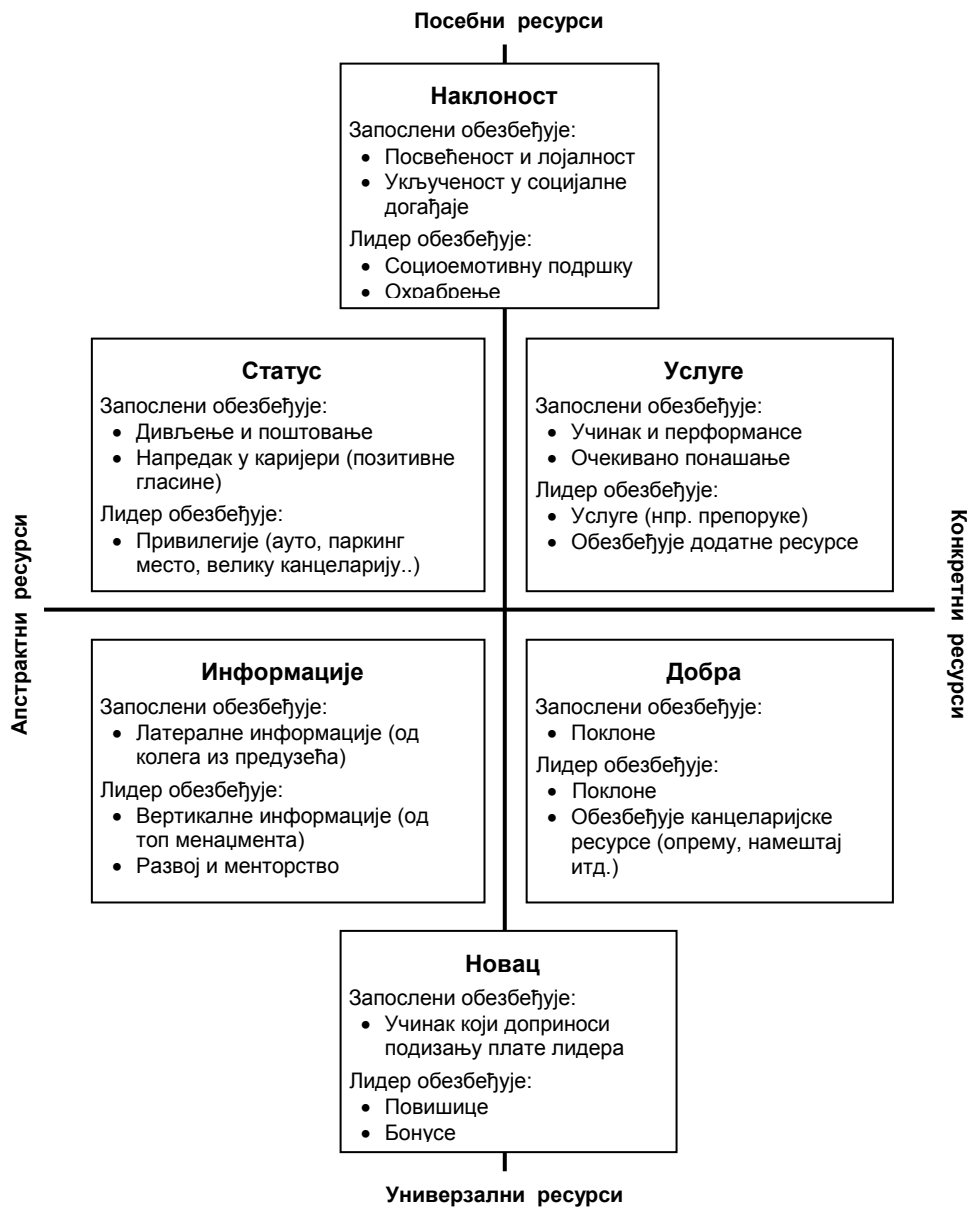 Посебни ресурси
Наклоност
Запослени обезбеђује:
• Посвећеност и лојалност
• Укљученост у социјалне
догађаје
Лидер обезбеђује:
• Социоемотивну подршку
• Охрабрење
Статус
Запослени обезбеђује:
• Дивљење и поштовање
• Напредак у каријери (позитивне
гласине)
Лидер обезбеђује:
• Привилегије (ауто, паркинг
место, велику канцеларију..)
Услуге
Запослени обезбеђује:
• Учинак и перформансе
• Очекивано понашање
Лидер обезбеђује:
• Услуге (нпр. препоруке)
• Обезбеђује додатне ресурсе
Апстрактни ресурси
Конкретни ресурси
Информације
Запослени обезбеђује:
• Латералне информације (од
колега из предузећа)
Лидер обезбеђује:
• Вертикалне информације (од
топ менаџмента)
• Развој и менторство
Добра
Запослени обезбеђује:
• Поклоне
Лидер обезбеђује:
• Поклоне
• Обезбеђује канцеларијске
ресурсе (опрему, намештај
итд.)
Новац
Запослени обезбеђује:
• Учинак који доприноси
подизању плате лидера
Лидер обезбеђује:
• Повишице
• Бонусе
Универзални ресурси